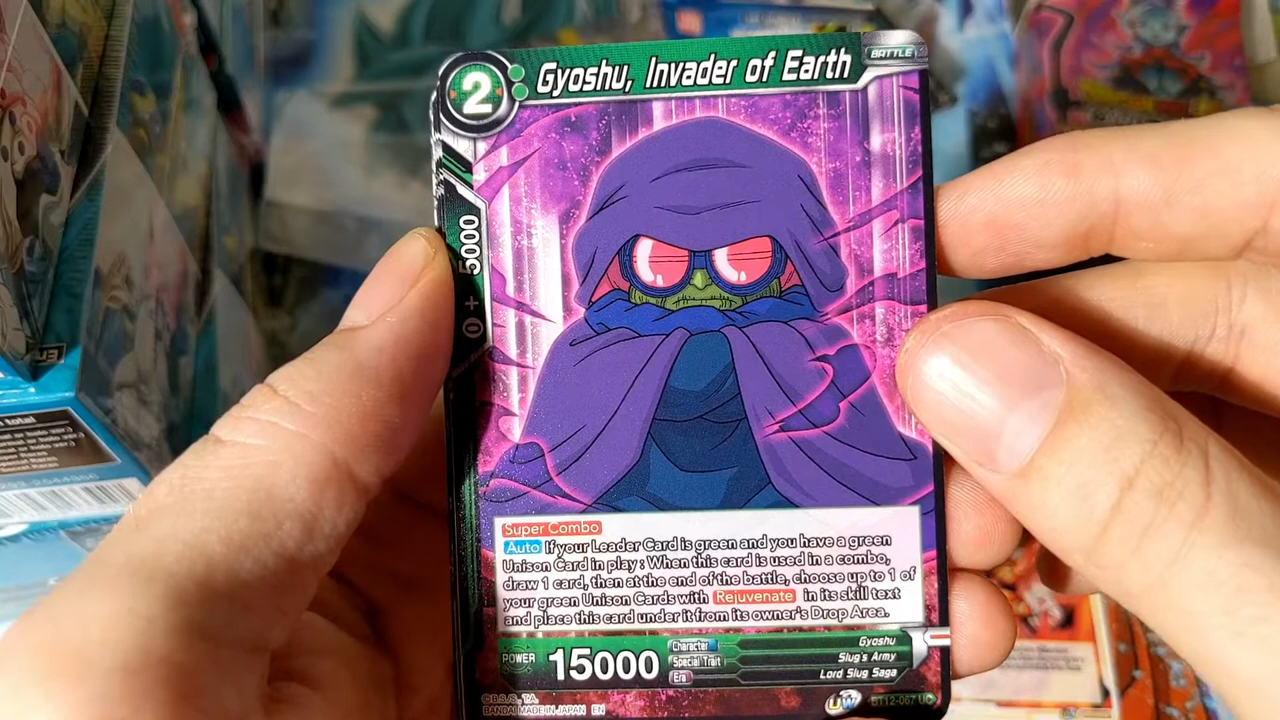 2
Gyoshu, Invader of Earth
BATTLE
0 + 5000
Super Combo
Auto If your Leader Card is green and you have a green
Unison Card in play : When this card is used in a combo,
draw 1 card, then at the end of the battle, choose up to 1 of
your green Unison Cards with Rejuvenate in its skill text
and place this card under it from its owner's Drop Area.
POWER 15000
Character Gyoshu
Special Trait Slug's Army
Era Lord Slug Saga
©B.S./S., T.A.
BANDAI MADE IN JAPAN EN
UW BT12-067 UC